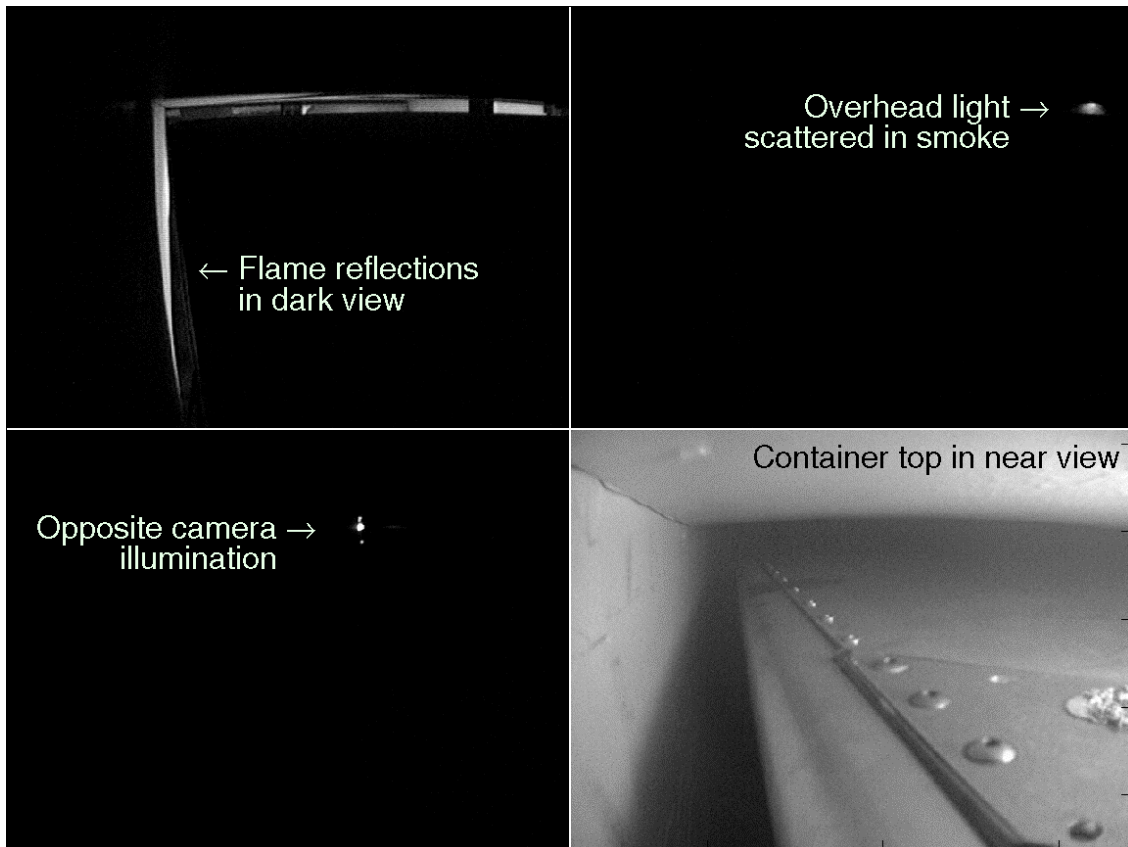 Overhead light →
scattered in smoke
← Flame reflections
in dark view
Opposite camera →
illumination
Container top in near view